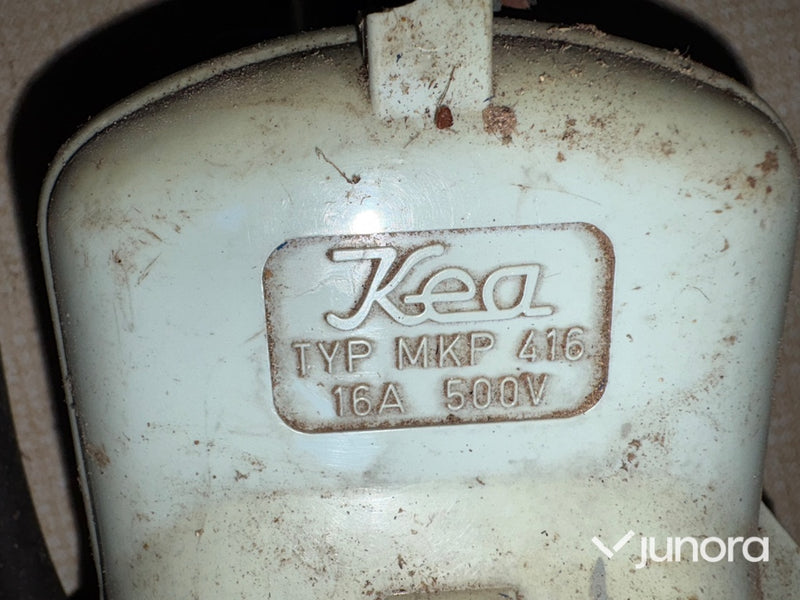 Kea
TYP MKP 416
16A 500V
junora